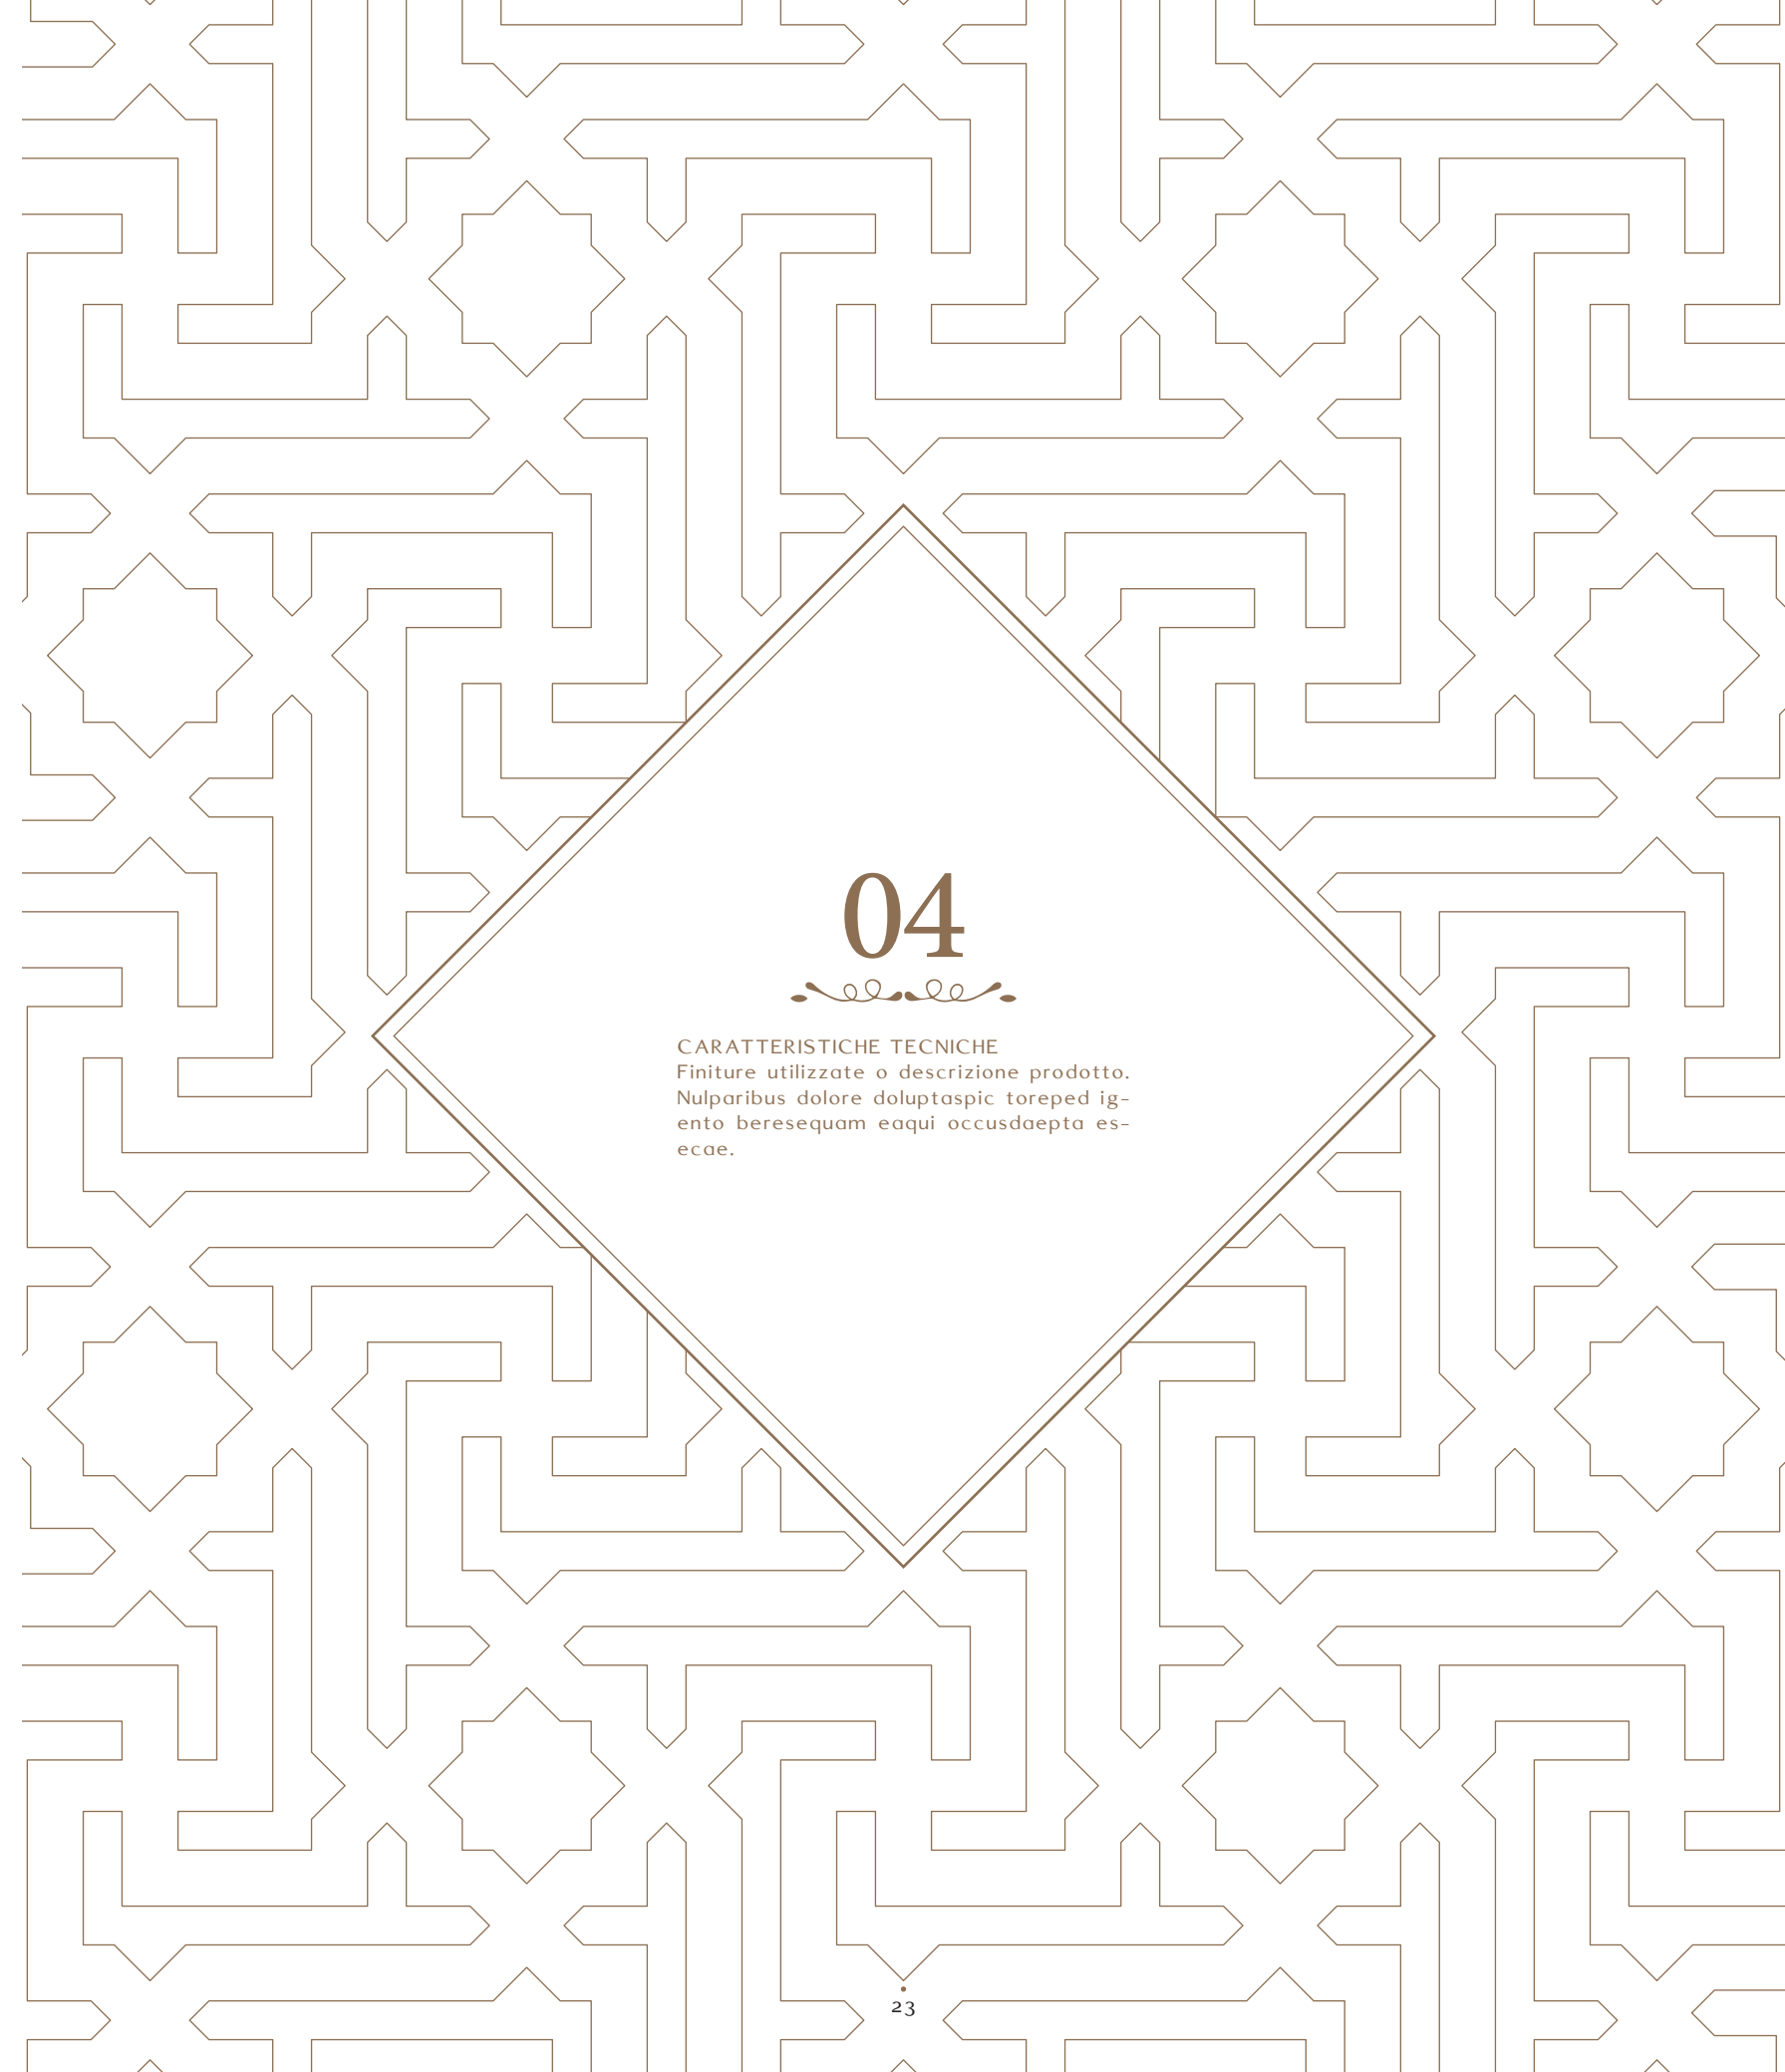 04
CARATTERISTICHE TECNICHE
Finiture utilizzate o descrizione prodotto.
Nulparibus dolore doluptaspic toreped ig-
ento beresequam eaqui occusdaepta es-
ecae.
23